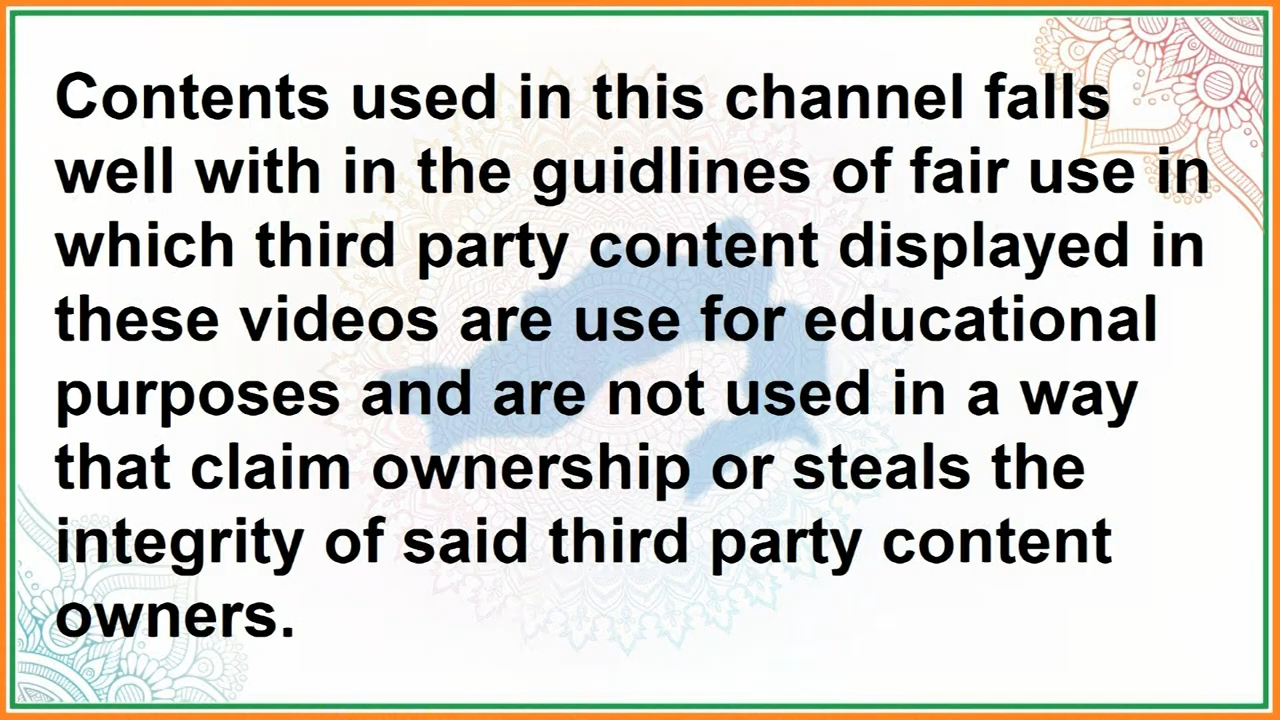 Contents used in this channel falls
well with in the guidlines of fair use in
which third party content displayed in
these videos are use for educational
purposes and are not used in a way
that claim ownership or steals the
integrity of said third party content
owners.